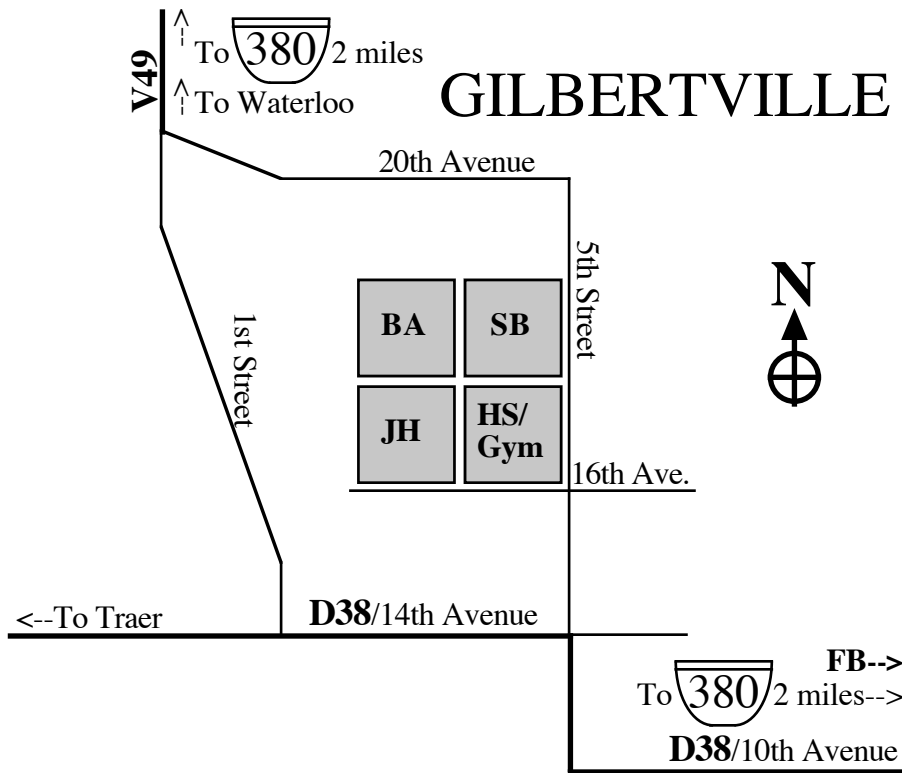 V49
To 380 2 miles
To Waterloo
GILBERTVILLE
20th Avenue
5th Street
N
1st Street
BA
SB
JH
HS/
Gym
16th Ave.
<--To Traer
D38/14th Avenue
FB-->
To 380 2 miles-->
D38/10th Avenue